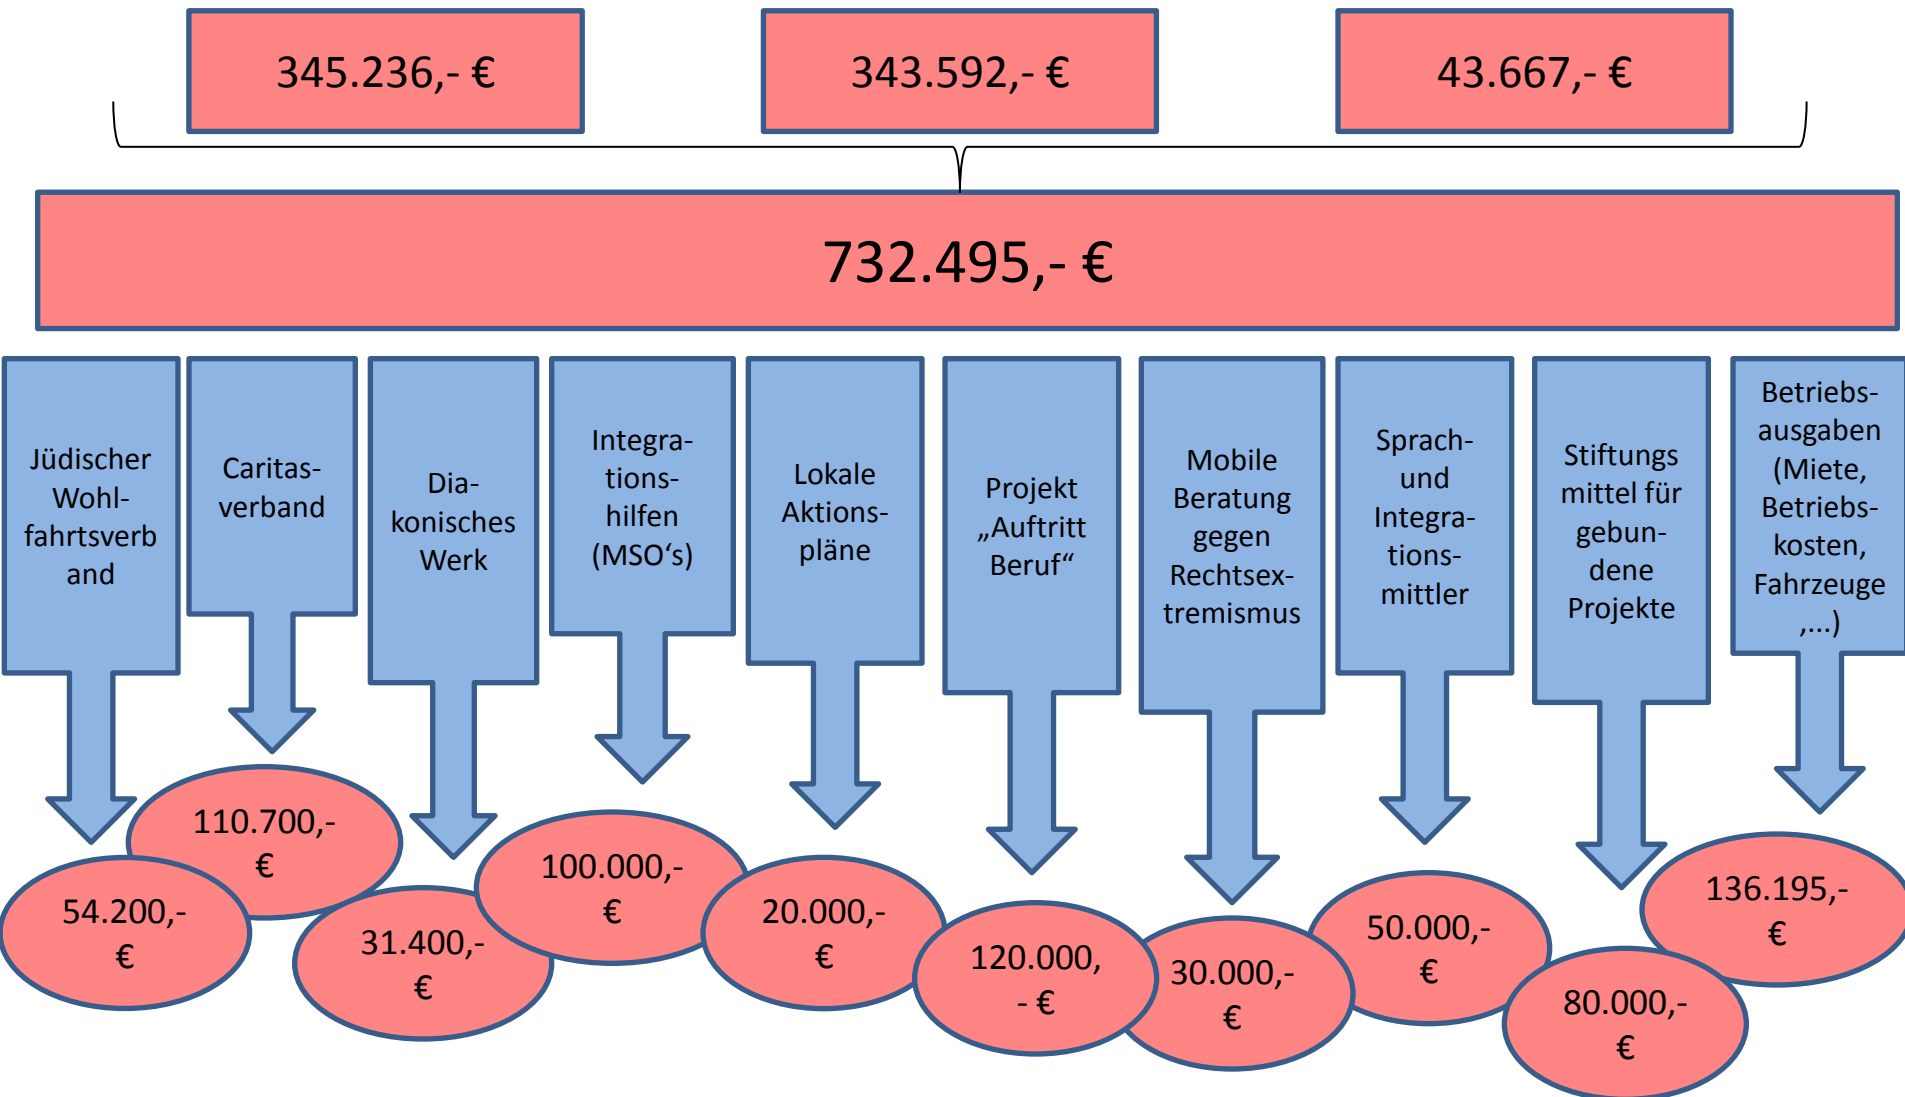 345.236,- €
343.592,- €
43.667,- €
732.495,- €
Jüdischer
Wohl-
fahrtsverb
and
Caritas-
verband
Dia-
konisches
Werk
Integra-
tions-
hilfen
(MSO‘s)
Lokale
Aktions-
pläne
Projekt
„Auftritt
Beruf“
Mobile
Beratung
gegen
Rechtsex-
tremismus
Sprach-
und
Integra-
tions-
mittler
Stiftungs
mittel für
gebun-
dene
Projekte
Betriebs-
ausgaben
(Miete,
Betriebs-
kosten,
Fahrzeuge
,...)
54.200,-
€
110.700,-
€
31.400,-
€
100.000,-
€
20.000,-
€
120.000,
- €
30.000,-
€
50.000,-
€
80.000,-
€
136.195,-
€